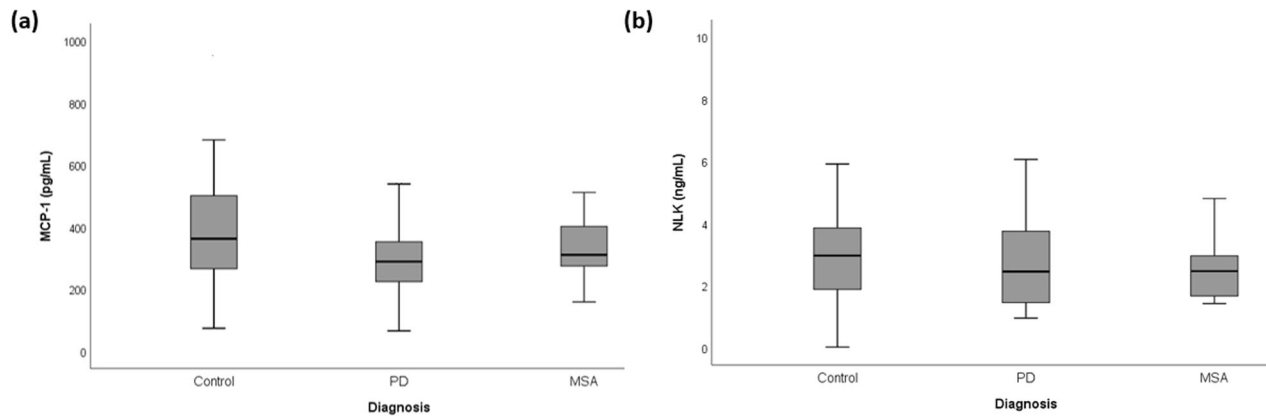 (a)
1000
800
600
400
200
0
MCP-1 (pg/mL)
Control PD MSA
Diagnosis
(b)
10
8
6
4
2
0
NLK (ng/mL)
Control PD MSA
Diagnosis